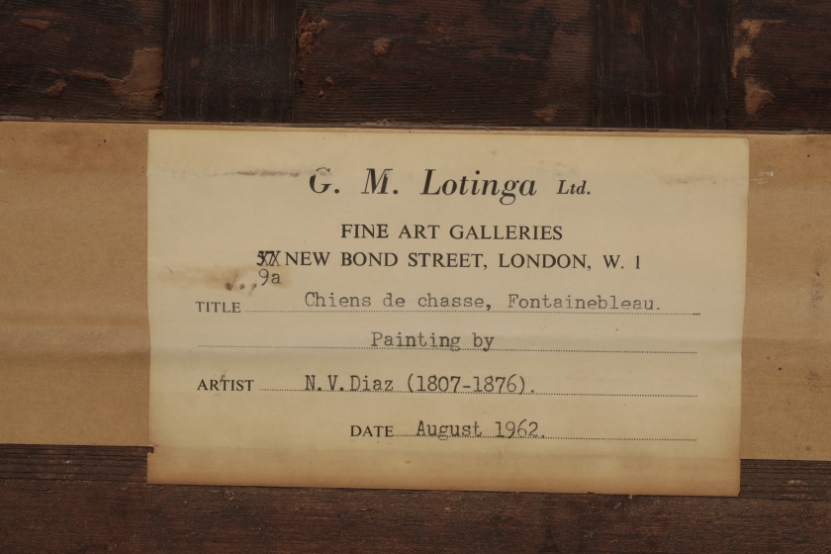 G. M. Lotinga Ltd.
FINE ART GALLERIES
NEW BOND STREET, LONDON, W. 1
9a
TITLE Chiens de chasse, Fontainebleau.
Painting by
ARTIST N.V.Diaz (1807-1876).
DATE August 1962.